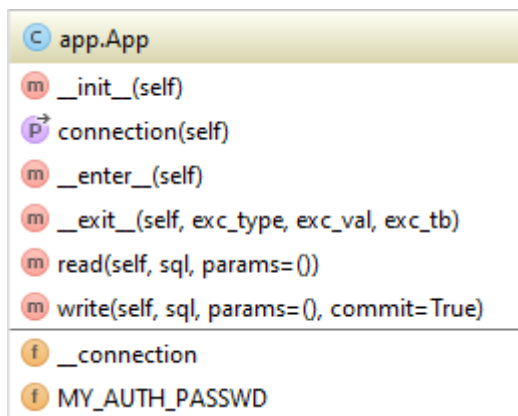 C app.App
m __init__(self)
P connection(self)
m __enter__(self)
m __exit__(self, exc_type, exc_val, exc_tb)
m read(self, sql, params=())
m write(self, sql, params=(), commit=True)
f __connection
f MY_AUTH_PASSWD